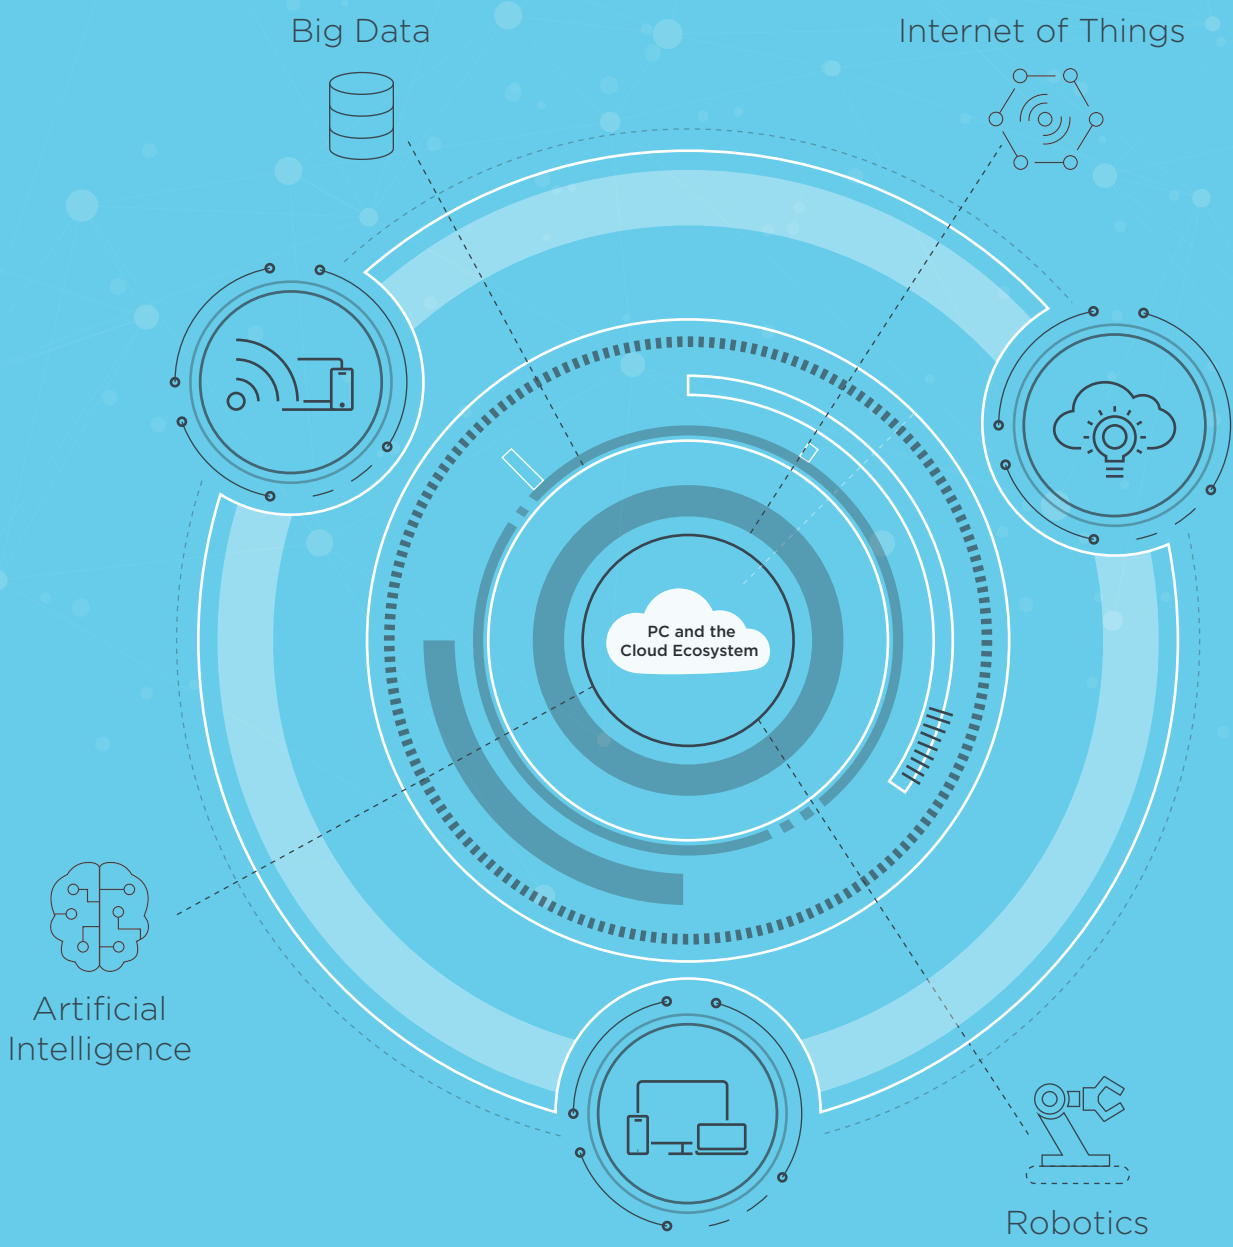 Big Data
Internet of Things
PC and the
Cloud Ecosystem
Artificial
Intelligence
Robotics